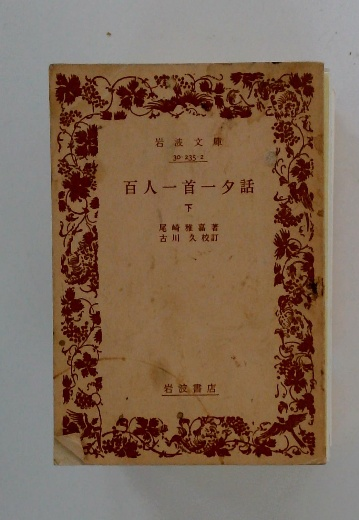 岩波文庫
30-235-2
百人一首一夕話
下
尾崎雅嘉著
古川久校訂
岩波書店